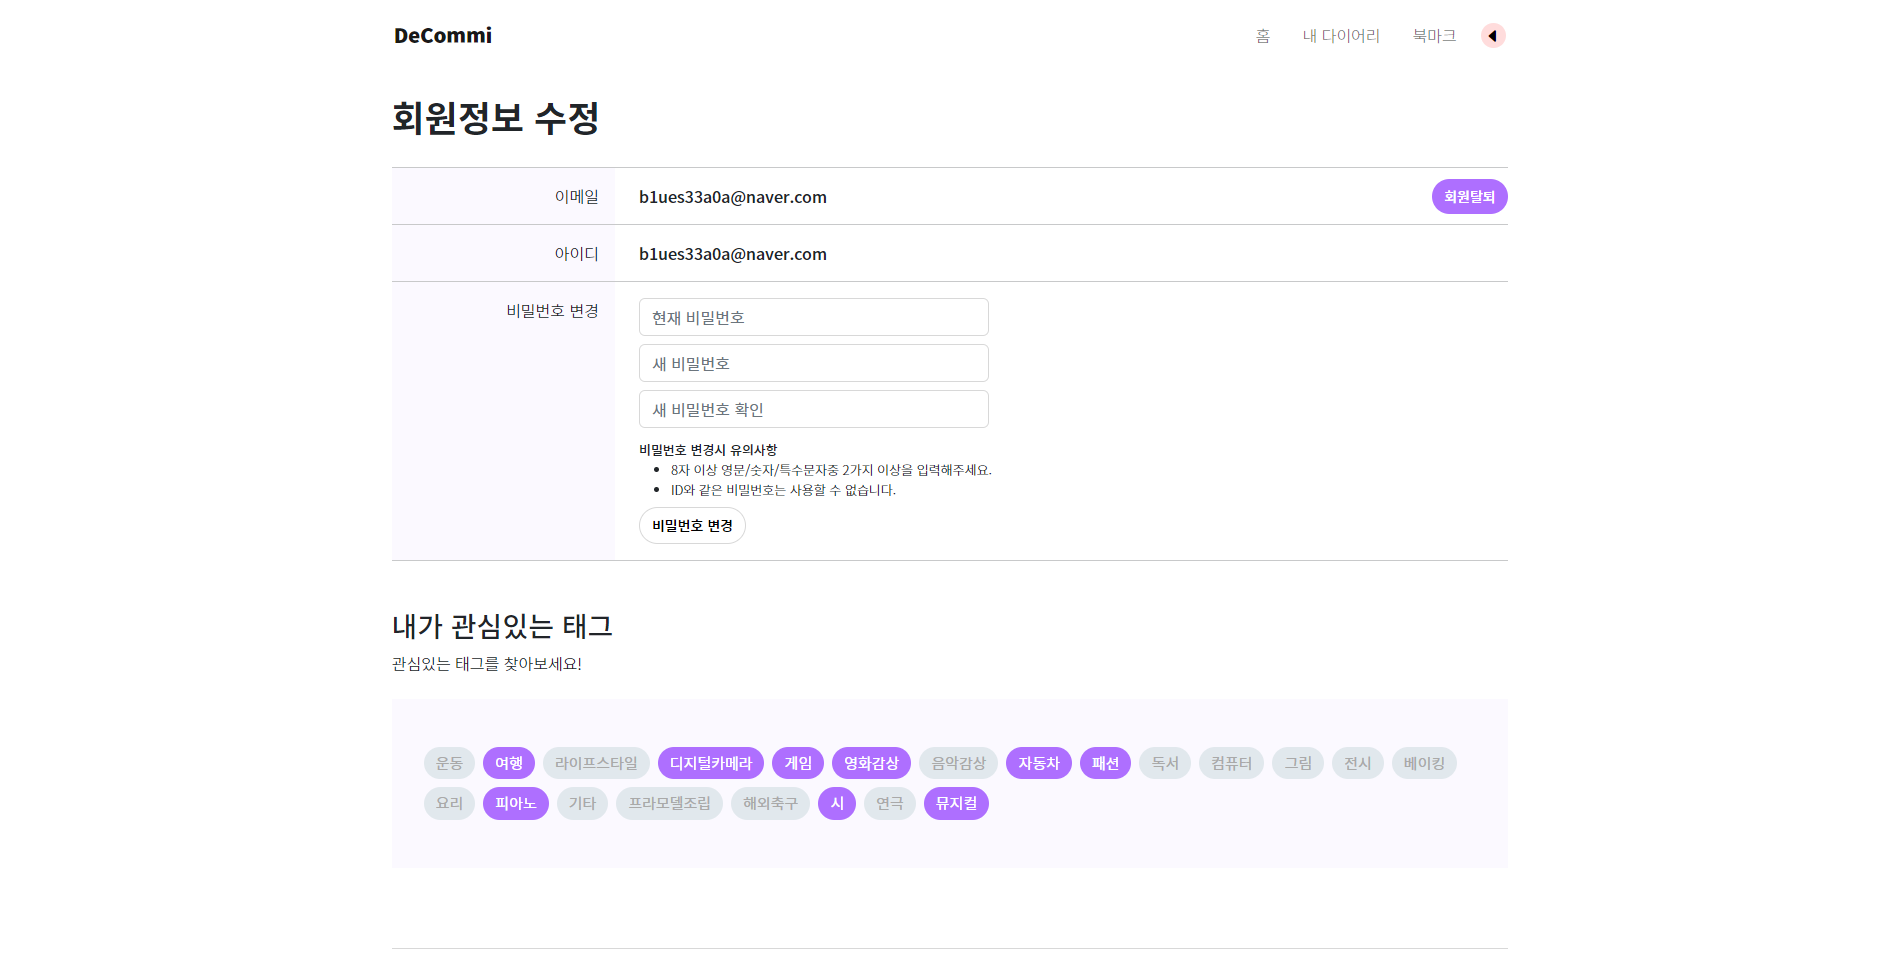 DeCommi 홈 내 다이어리 북마크
회원정보 수정
이메일 b1ues33a0a@naver.com 회원탈퇴
아이디 b1ues33a0a@naver.com
비밀번호 변경 현재 비밀번호
새 비밀번호
새 비밀번호 확인
비밀번호 변경시 유의사항
8자 이상 영문/숫자/특수문자중 2가지 이상을 입력해주세요.
ID와 같은 비밀번호는 사용할 수 없습니다.
비밀번호 변경
내가 관심있는 태그
관심있는 태그를 찾아보세요!
운동 여행 라이프스타일 디지털카메라 게임 영화감상 음악감상 자동차 패션 독서 컴퓨터 그림 전시 베이킹
요리 피아노 기타 프라모델조립 해외축구 시 연극 뮤지컬